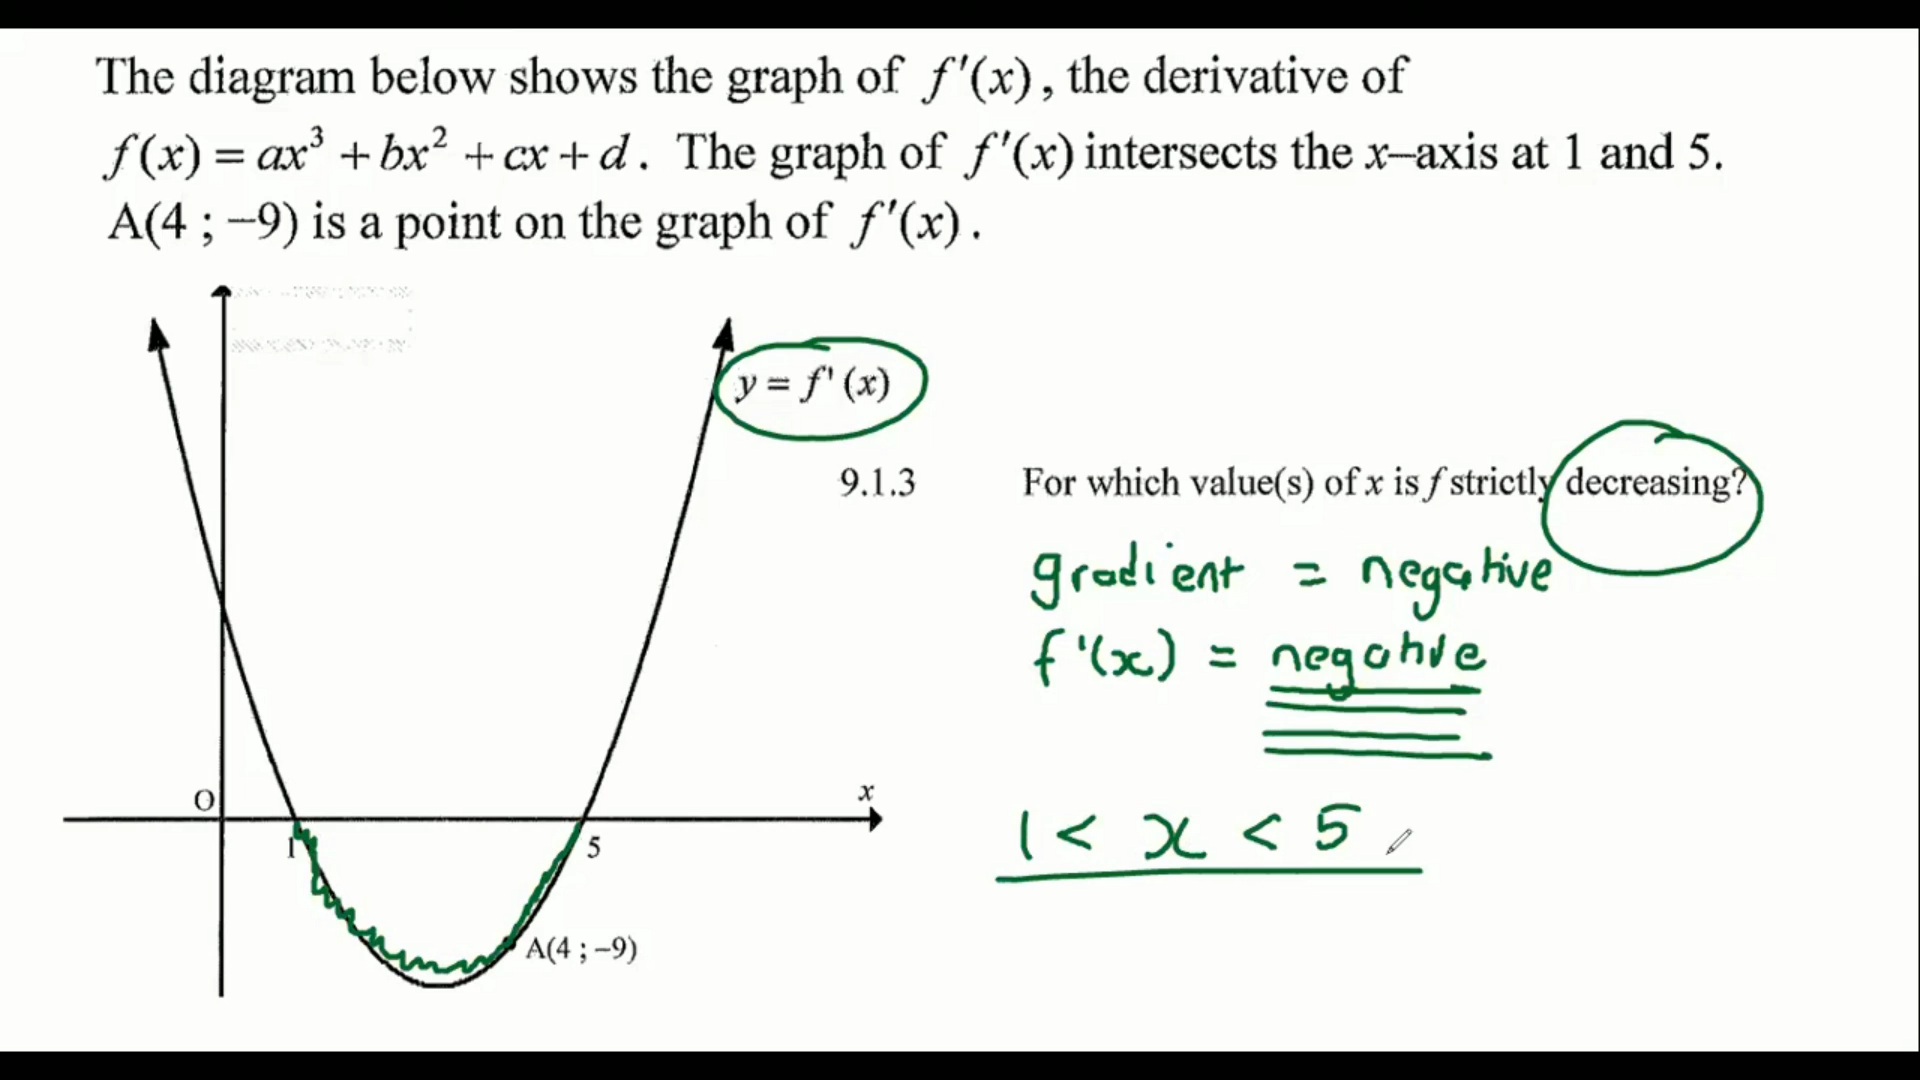 The diagram below shows the graph of f′(x), the derivative of
f(x) = ax³ + bx² + cx + d. The graph of f′(x) intersects the x–axis at 1 and 5.
A(4 ; –9) is a point on the graph of f′(x).
y = f' (x)
9.1.3 For which value(s) of x is f strictly decreasing?
gradient = negative
f'(x) = negative
O
x
1
5
1 < x < 5
A(4 ; –9)